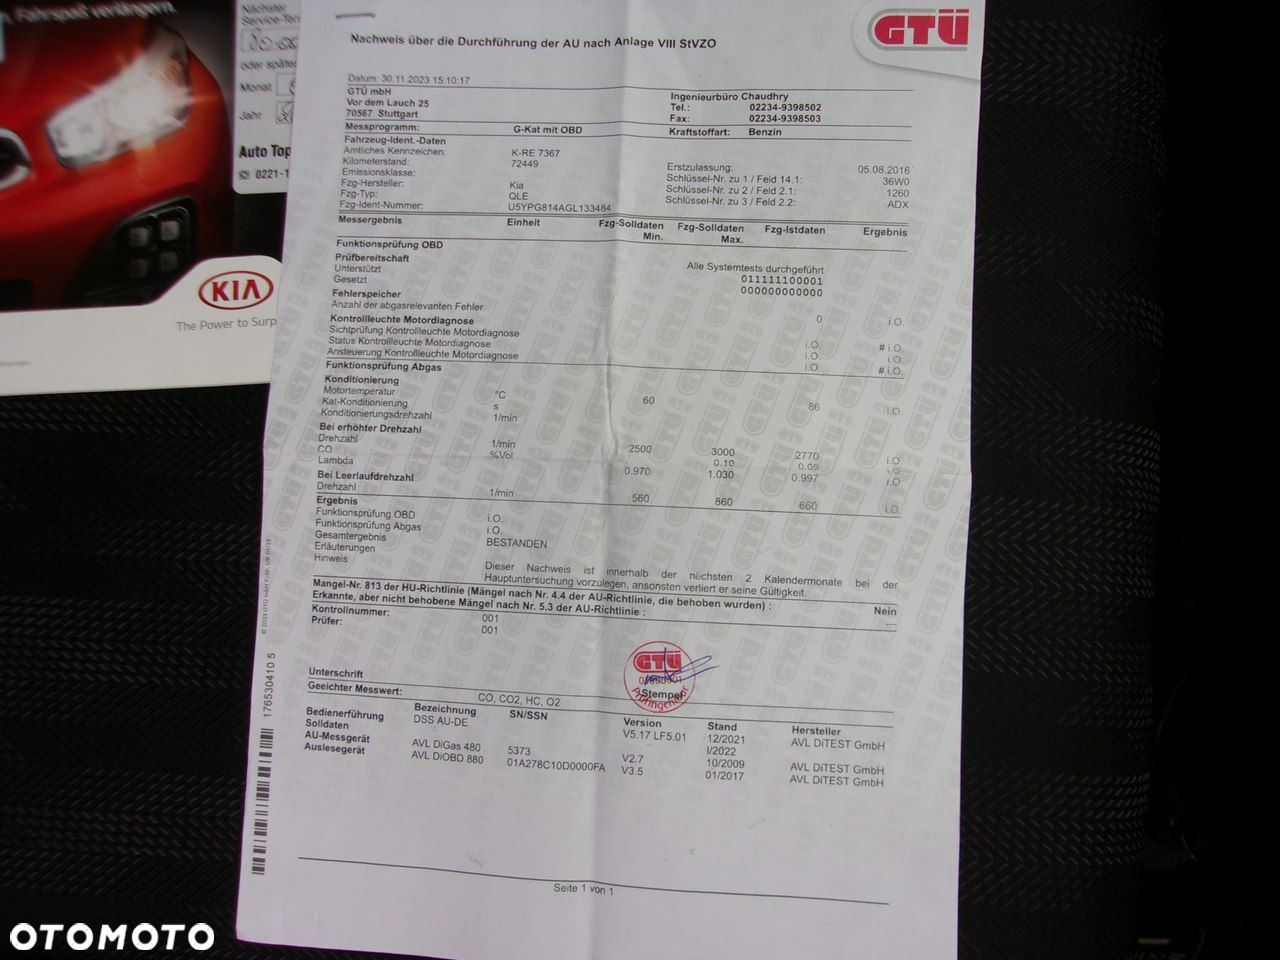 Fahrspaß verlängern.
Nächster
Service-Ter
oder späte
Monat
Jahr
Auto Top
☎ 0221-1
KIA
The Power to Surp
GTÜ
Nachweis über die Durchführung der AU nach Anlage VIII StVZO
Datum: 30.11.2023 15:10:17
GTÜ mbH
Vor dem Lauch 25
70567 Stuttgart
Ingenieurbüro Chaudhry
Tel.: 02234-9398502
Fax: 02234-9398503
Messprogramm: G-Kat mit OBD Kraftstoffart: Benzin
Fahrzeug-Ident.-Daten
Amtliches Kennzeichen: K-RE 7367
Kilometerstand: 72449
Emissionsklasse:
Fzg-Hersteller: Kia
Fzg-Typ: QLE
Fzg-Ident-Nummer: U5YPG814AGL133484
Erstzulassung: 05.08.2016
Schlüssel-Nr. zu 1 / Feld 14.1: 36W0
Schlüssel-Nr. zu 2 / Feld 2.1: 1260
Schlüssel-Nr. zu 3 / Feld 2.2: ADX
Messergebnis Einheit Fzg-Solldaten Min. Fzg-Solldaten Max. Fzg-Istdaten Ergebnis
Funktionsprüfung OBD
Prüfbereitschaft Alle Systemtests durchgeführt
Unterstützt 011111100001
Gesetzt 000000000000
Fehlerspeicher
Anzahl der abgasrelevanten Fehler 0 i.O.
Kontrollleuchte Motordiagnose
Sichtprüfung Kontrollleuchte Motordiagnose i.O. # i.O.
Status Kontrollleuchte Motordiagnose i.O. i.O.
Ansteuerung Kontrollleuchte Motordiagnose i.O. # i.O.
Funktionsprüfung Abgas
Konditionierung
Motortemperatur °C 60 86 i.O.
Kat-Konditionierung s
Konditionierungsdrehzahl 1/min
Bei erhöhter Drehzahl
Drehzahl 1/min 2500 3000 2770 i.O.
CO %Vol 0.10 0.09 i.O.
Lambda 0.970 1.030 0.997 i.O.
Bei Leerlaufdrehzahl
Drehzahl 1/min 560 860 660 i.O.
Ergebnis
Funktionsprüfung OBD i.O.
Funktionsprüfung Abgas i.O.
Gesamtergebnis BESTANDEN
Erläuterungen
Hinweis Dieser Nachweis ist innerhalb der nächsten 2 Kalendermonate bei der
Hauptuntersuchung vorzulegen, ansonsten verliert er seine Gültigkeit.
Mangel-Nr. 813 der HU-Richtlinie (Mängel nach Nr. 4.4 der AU-Richtlinie, die behoben wurden) : Nein
Erkannte, aber nicht behobene Mängel nach Nr. 5.3 der AU-Richtlinie : ---
Kontrollnummer: 001
Prüfer: 001
GTÜ
Stempel
Prüfingenieur
Unterschrift
Geeichter Messwert: CO, CO2, HC, O2
Bezeichnung SN/SSN Version Stand Hersteller
Bedienerführung DSS AU-DE V5.17 LF5.01 12/2021 AVL DiTEST GmbH
Solldaten I/2022
AU-Messgerät AVL DiGas 480 5373 V2.7 10/2009 AVL DiTEST GmbH
Auslesegerät AVL DiOBD 880 01A278C10D0000FA V3.5 01/2017 AVL DiTEST GmbH
17653041 0 5
Seite 1 von 1
OTOMOTO